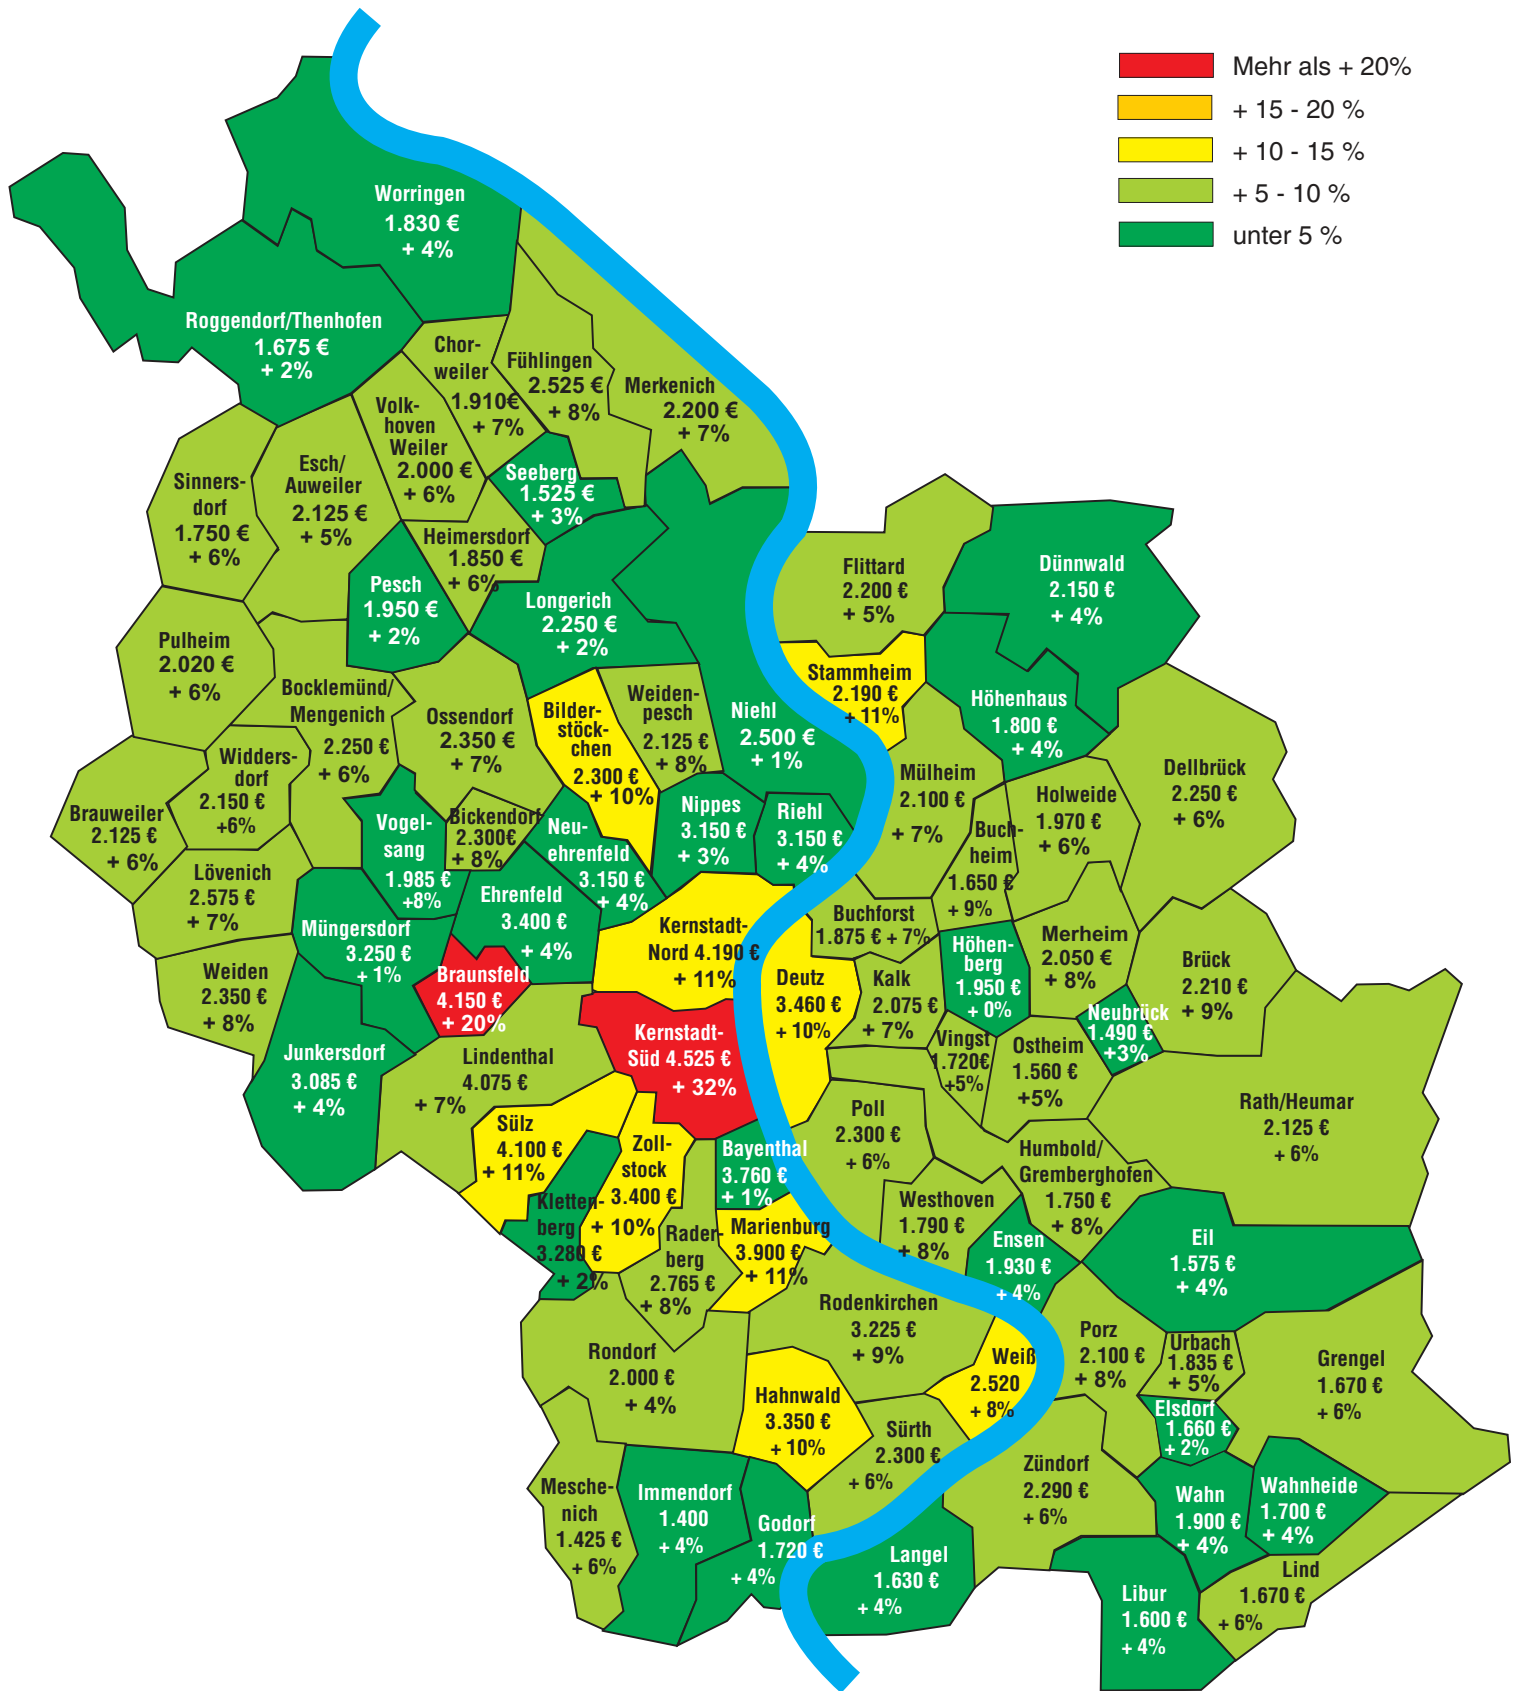 Mehr als + 20%
+ 15 - 20 %
+ 10 - 15 %
+ 5 - 10 %
unter 5 %
Worringen
1.830 €
+ 4%
Roggendorf/Thenhofen
1.675 €
+ 2%
Chor-
weiler
1.910€
+ 7%
Fühlingen
2.525 €
+ 8%
Merkenich
2.200 €
+ 7%
Volk-
hoven
Weiler
2.000 €
+ 6%
Seeberg
1.525 €
+ 3%
Esch/
Auweiler
2.125 €
+ 5%
Sinners-
dorf
1.750 €
+ 6%
Heimersdorf
1.850 €
+ 6%
Pesch
1.950 €
+ 2%
Longerich
2.250 €
+ 2%
Flittard
2.200 €
+ 5%
Dünnwald
2.150 €
+ 4%
Pulheim
2.020 €
+ 6%
Bocklemünd/
Mengenich
2.250 €
+ 6%
Ossendorf
2.350 €
+ 7%
Bilder-
stöck-
chen
2.300 €
+ 10%
Weiden-
pesch
2.125 €
+ 8%
Niehl
2.500 €
+ 1%
Stammheim
2.190 €
+ 11%
Höhenhaus
1.800 €
+ 4%
Widders-
dorf
2.150 €
+6%
Brauweiler
2.125 €
+ 6%
Vogel-
sang
1.985 €
+8%
Bickendorf
2.300€
+ 8%
Neu-
ehrenfeld
3.150 €
+ 4%
Nippes
3.150 €
+ 3%
Riehl
3.150 €
+ 4%
Mülheim
2.100 €
+ 7%
Buch-
heim
1.650 €
+ 9%
Holweide
1.970 €
+ 6%
Dellbrück
2.250 €
+ 6%
Lövenich
2.575 €
+ 7%
Müngersdorf
3.250 €
+ 1%
Ehrenfeld
3.400 €
+ 4%
Kernstadt-
Nord 4.190 €
+ 11%
Buchforst
1.875 € + 7%
Höhen-
berg
1.950 €
+ 0%
Merheim
2.050 €
+ 8%
Brück
2.210 €
+ 9%
Weiden
2.350 €
+ 8%
Braunsfeld
4.150 €
+ 20%
Deutz
3.460 €
+ 10%
Kalk
2.075 €
+ 7%
Neubrück
1.490 €
+3%
Junkersdorf
3.085 €
+ 4%
Lindenthal
4.075 €
+ 7%
Kernstadt-
Süd 4.525 €
+ 32%
Vingst
1.720€
+5%
Ostheim
1.560 €
+5%
Rath/Heumar
2.125 €
+ 6%
Sülz
4.100 €
+ 11%
Zoll-
stock
3.400 €
+ 10%
Bayenthal
3.760 €
+ 1%
Poll
2.300 €
+ 6%
Humbold/
Gremberghofen
1.750 €
+ 8%
Kletten-
berg
3.280 €
+ 2%
Rader-
berg
2.765 €
+ 8%
Marienburg
3.900 €
+ 11%
Westhoven
1.790 €
+ 8%
Ensen
1.930 €
+ 4%
Eil
1.575 €
+ 4%
Rodenkirchen
3.225 €
+ 9%
Rondorf
2.000 €
+ 4%
Weiß
2.520
+ 8%
Porz
2.100 €
+ 8%
Urbach
1.835 €
+ 5%
Grengel
1.670 €
+ 6%
Hahnwald
3.350 €
+ 10%
Sürth
2.300 €
+ 6%
Elsdorf
1.660 €
+ 2%
Zündorf
2.290 €
+ 6%
Wahn
1.900 €
+ 4%
Wahnheide
1.700 €
+ 4%
Mesche-
nich
1.425 €
+ 6%
Immendorf
1.400
+ 4%
Godorf
1.720 €
+ 4%
Langel
1.630 €
+ 4%
Libur
1.600 €
+ 4%
Lind
1.670 €
+ 6%